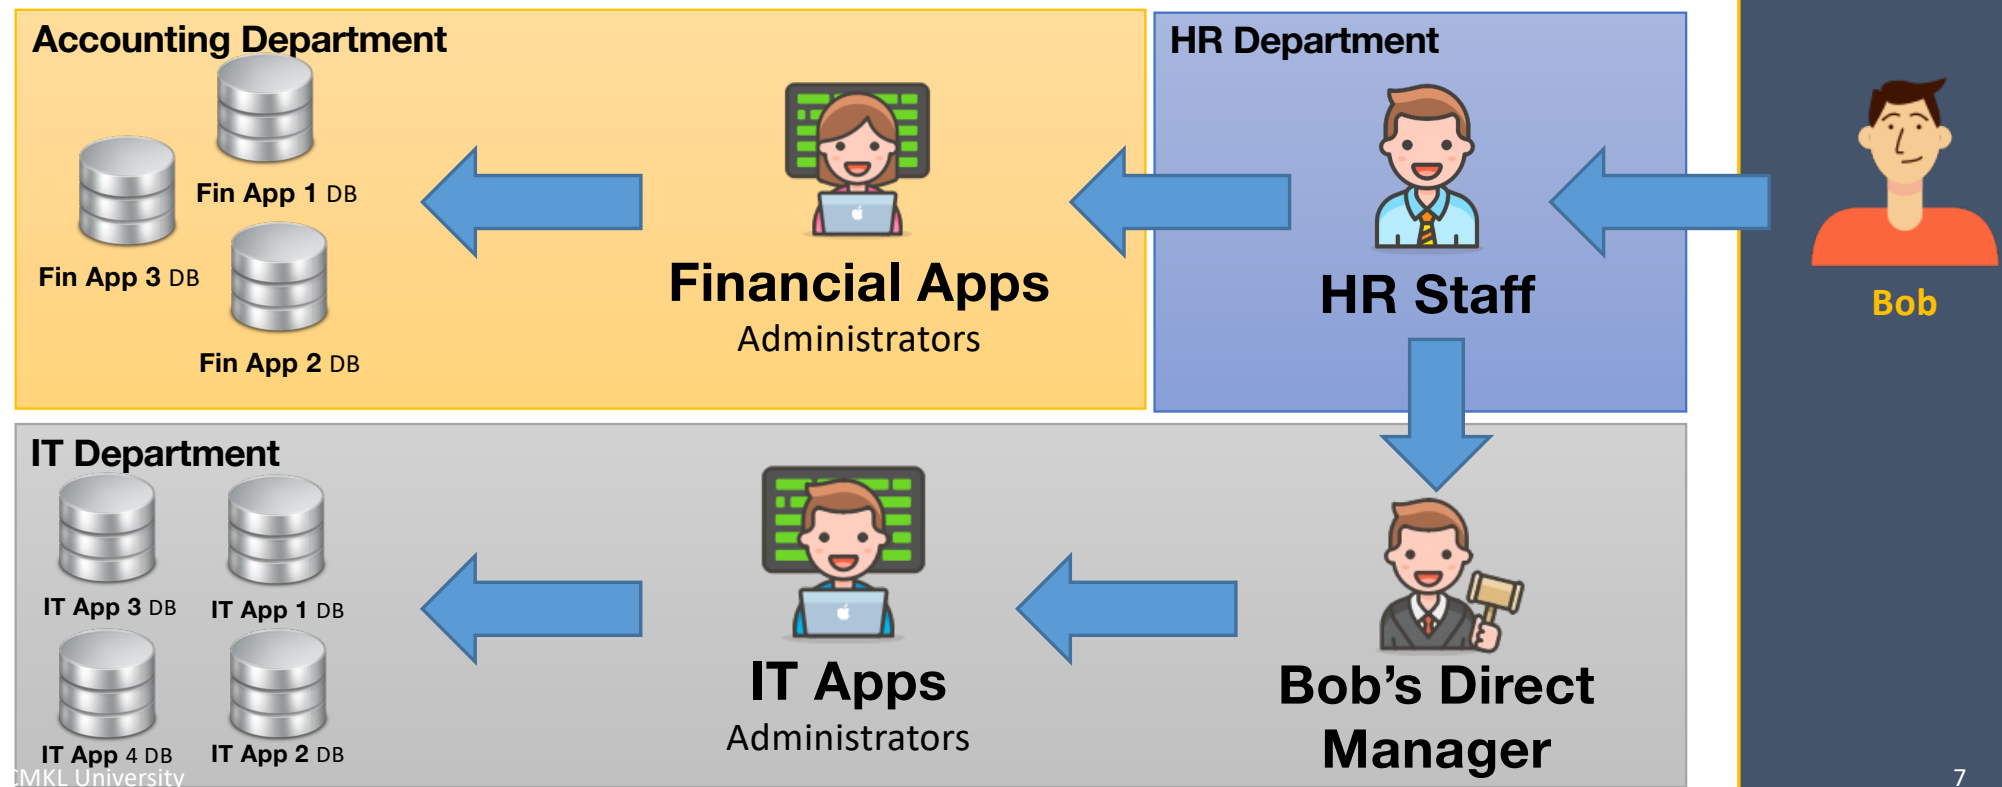 Accounting Department
Fin App 1 DB
Fin App 3 DB
Fin App 2 DB
Financial Apps
Administrators
HR Department
HR Staff
Bob
IT Department
IT App 3 DB
IT App 1 DB
IT App 4 DB
IT App 2 DB
IT Apps
Administrators
Bob's Direct
Manager
CMKL University
7